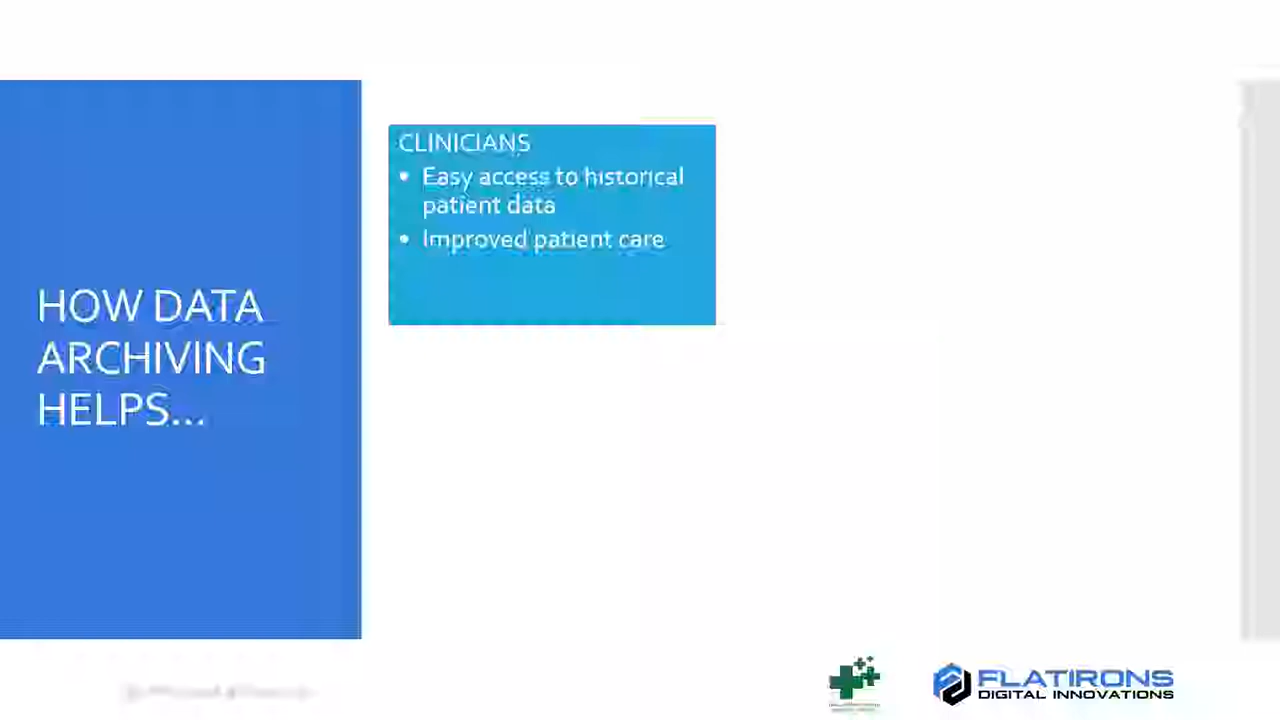 HOW DATA
ARCHIVING
HELPS...
CLINICIANS
• Easy access to historical
patient data
• Improved patient care
FLATIRONS
DIGITAL INNOVATIONS